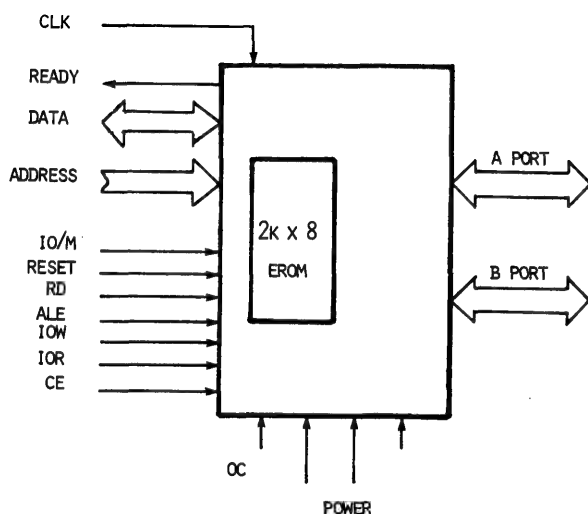 CLK
READY
DATA
ADDRESS
A PORT
2K x 8
EROM
IO/M
RESET
RD
B PORT
ALE
IOW
IOR
CE
OC
POWER